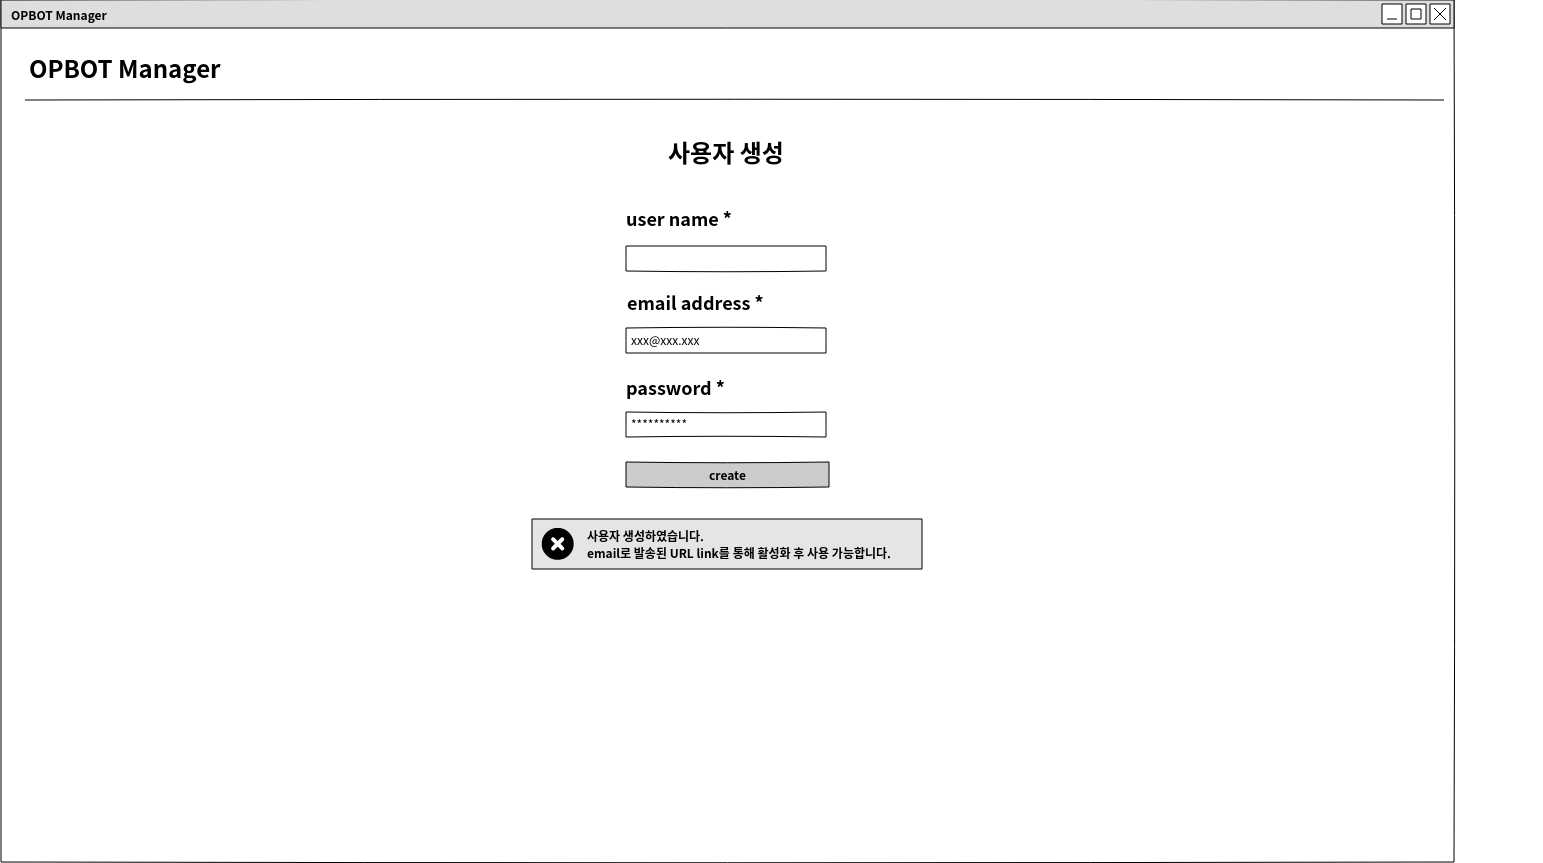 OPBOT Manager
OPBOT Manager
사용자 생성
user name *
email address *
xxx@xxx.xxx
password *
**********
create
사용자 생성하였습니다.
email로 발송된 URL link를 통해 활성화 후 사용 가능합니다.